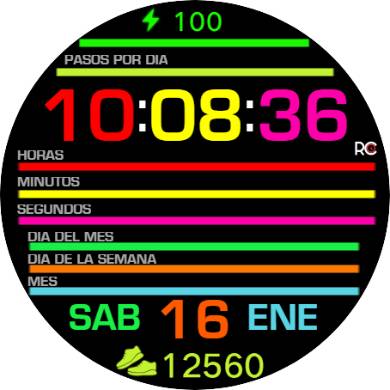 100
PASOS POR DIA
10:08:36
RC
HORAS
MINUTOS
SEGUNDOS
DIA DEL MES
DIA DE LA SEMANA
MES
SAB 16 ENE
12560